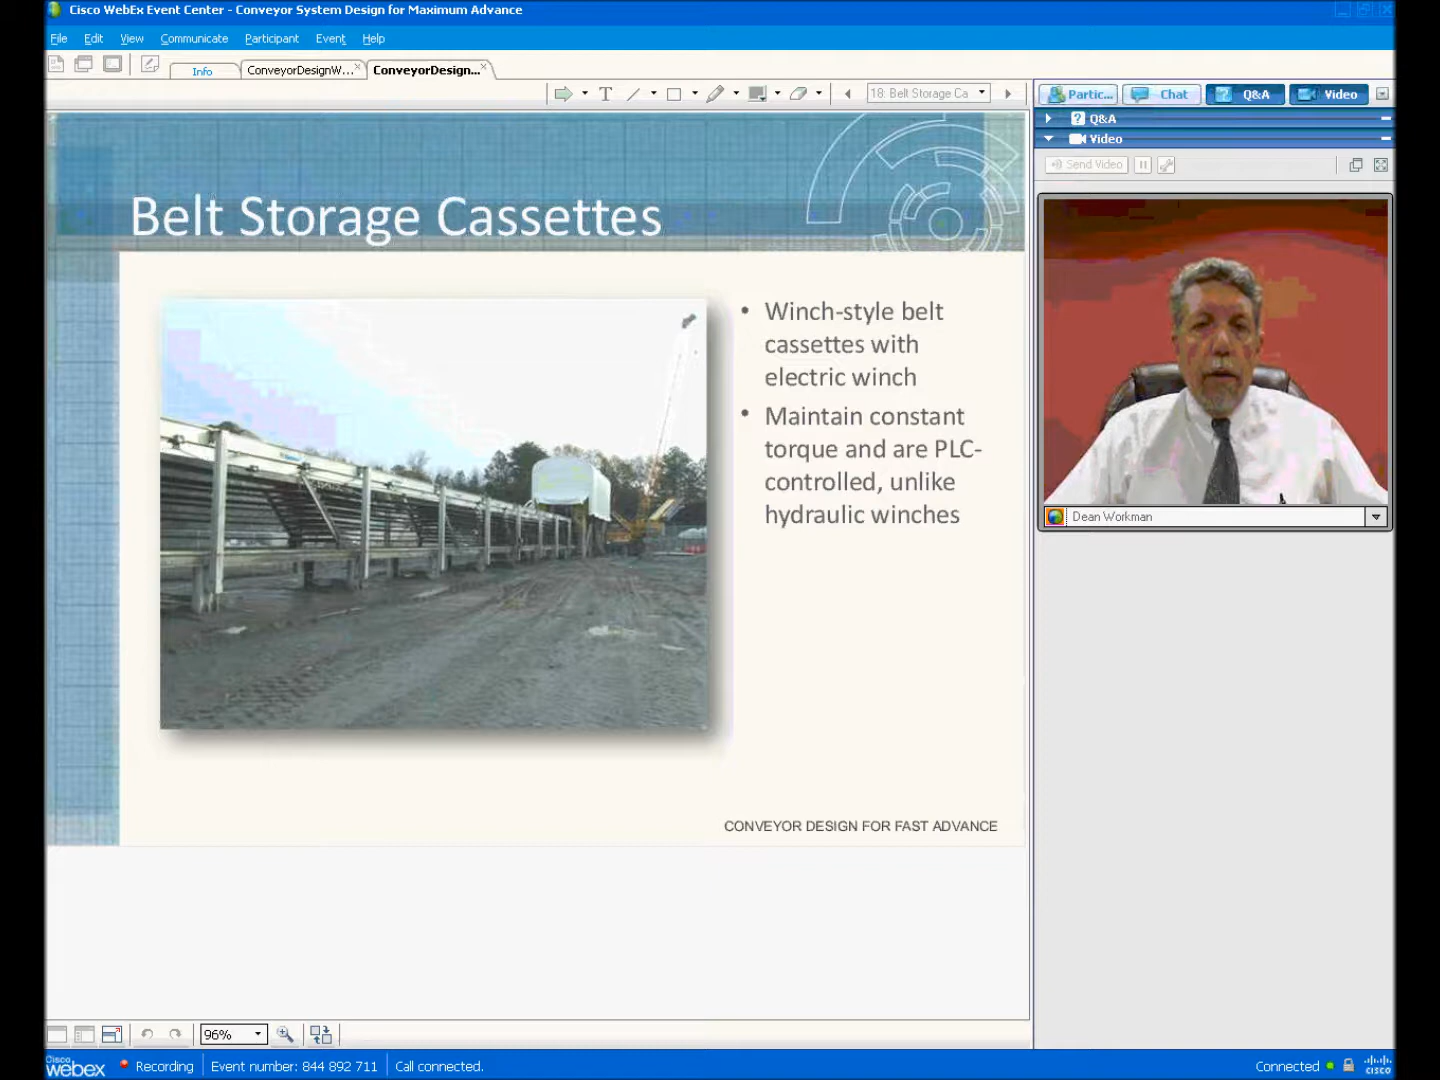 Cisco WebEx Event Center - Conveyor System Design for Maximum Advance
File Edit View Communicate Participant Event Help
Info ConveyorDesignW... ConveyorDesign...
T 18: Belt Storage Ca
Partic... Chat Q&A Video
Q&A
Video
Send Video
Belt Storage Cassettes
• Winch-style belt
cassettes with
electric winch
• Maintain constant
torque and are PLC-
controlled, unlike
hydraulic winches
Dean Workman
CONVEYOR DESIGN FOR FAST ADVANCE
96%
Cisco webex Recording Event number: 844 892 711 Call connected. Connected cisco